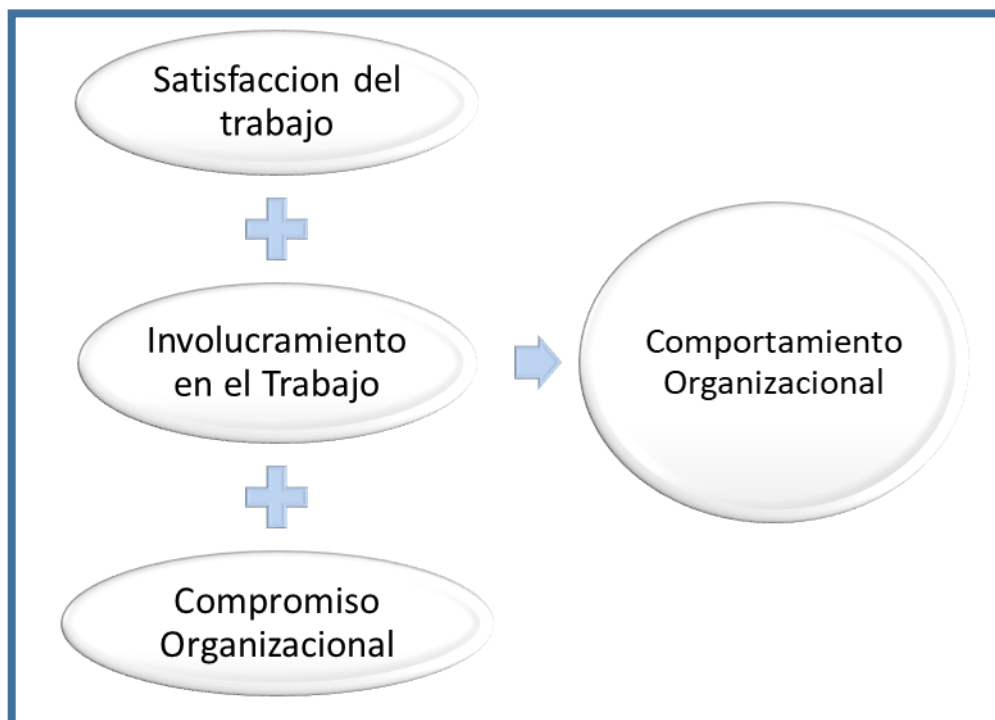 Satisfaccion del
trabajo
Involucramiento
en el Trabajo
Compromiso
Organizacional
Comportamiento
Organizacional